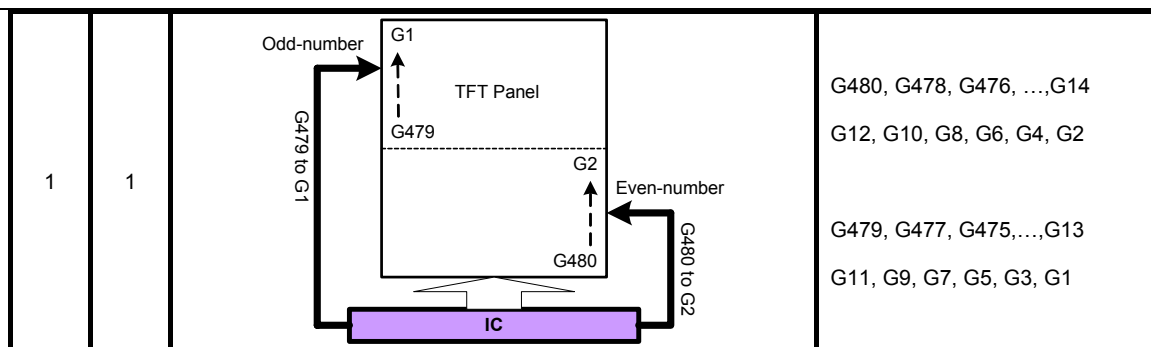 1
1
Odd-number
G1
TFT Panel
G479
G479 to G1
G2
Even-number
G480
G480 to G2
IC
G480, G478, G476, …,G14
G12, G10, G8, G6, G4, G2
G479, G477, G475,…,G13
G11, G9, G7, G5, G3, G1